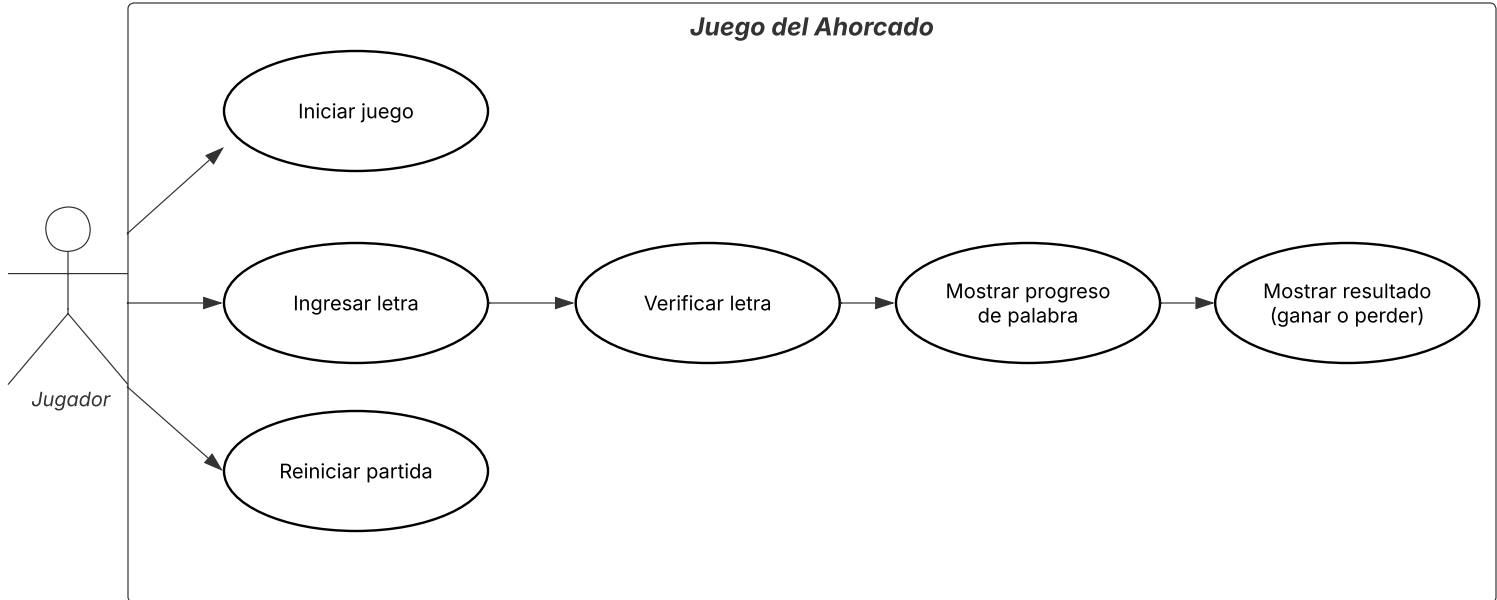 Juego del Ahorcado
Iniciar juego
Jugador
Ingresar letra
Verificar letra
Mostrar progreso
de palabra
Mostrar resultado
(ganar o perder)
Reiniciar partida